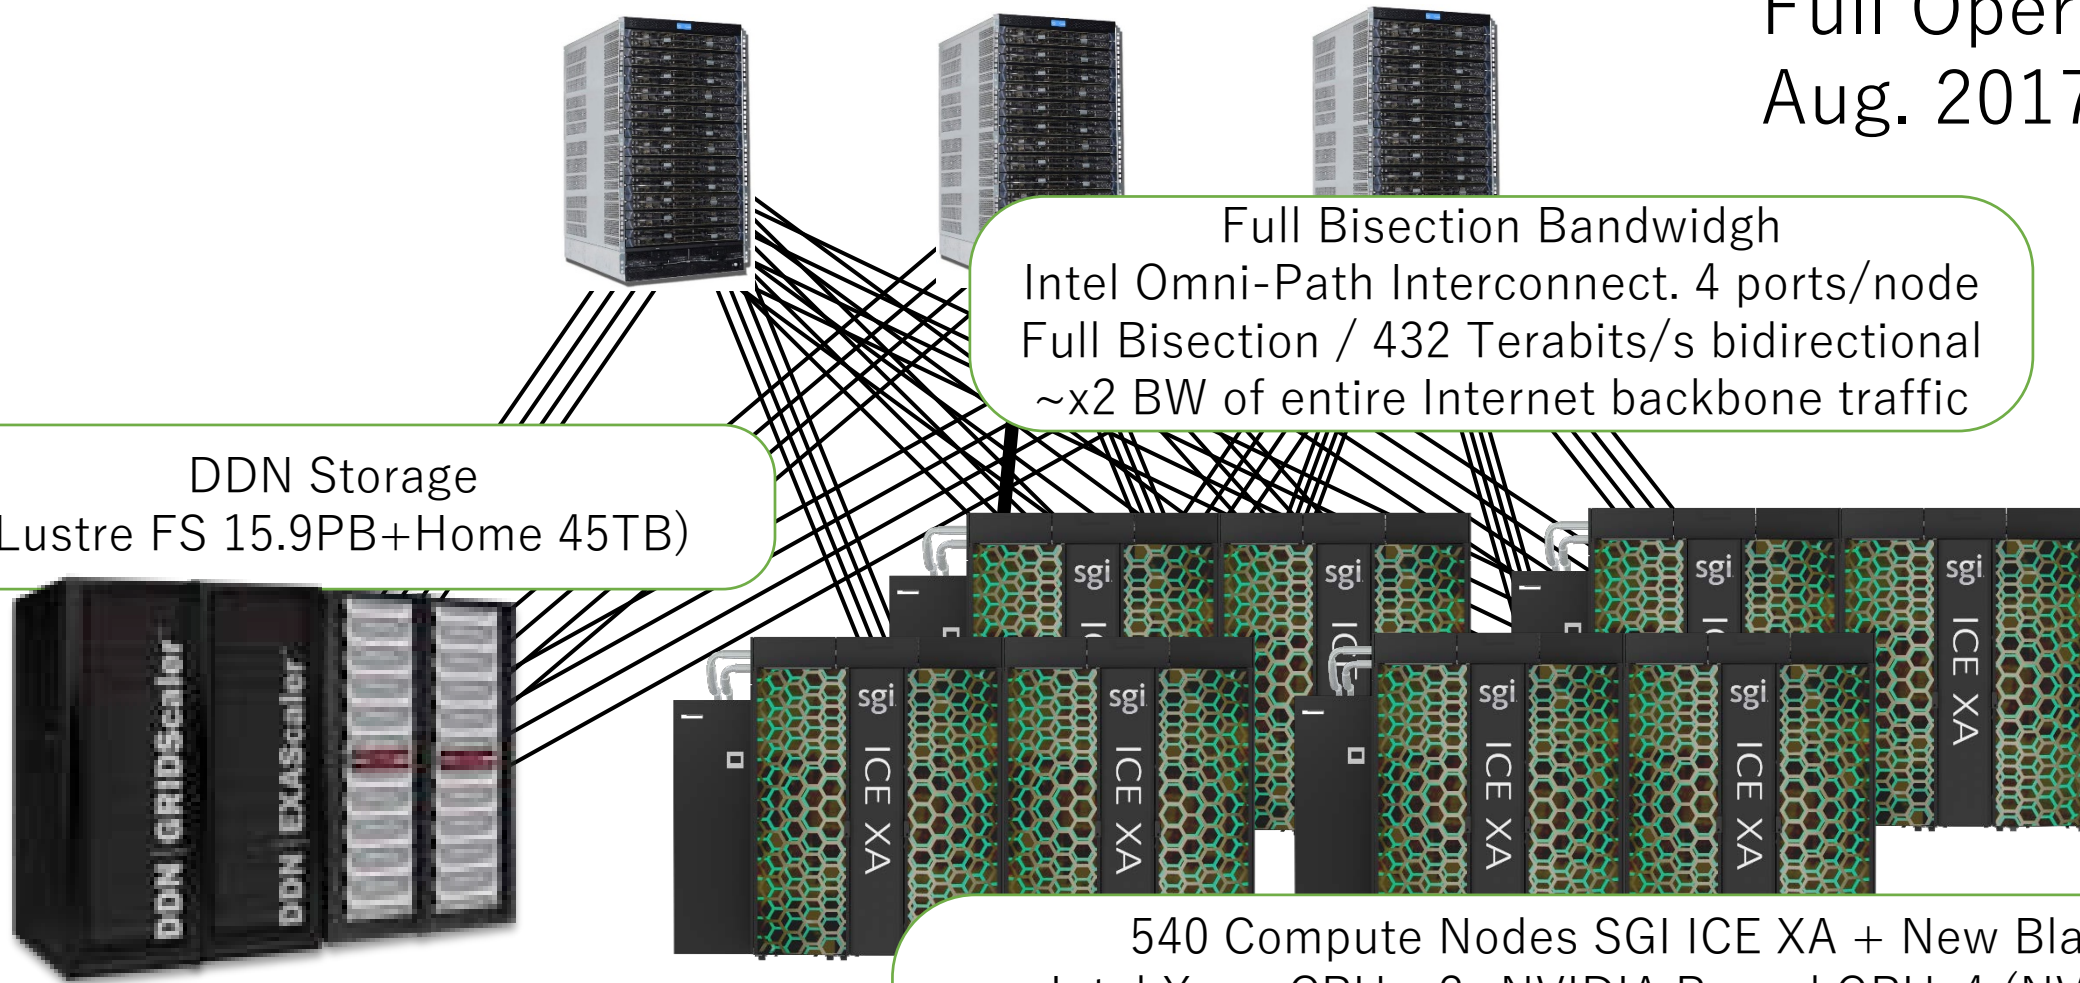 Full Oper
Aug. 2017
Full Bisection Bandwidgh
Intel Omni-Path Interconnect. 4 ports/node
Full Bisection / 432 Terabits/s bidirectional
~x2 BW of entire Internet backbone traffic
DDN Storage
Lustre FS 15.9PB+Home 45TB)
DDN GRIDScaler
DDN EXAScaler
sgi
sgi
sgi
sgi
ICE XA
sgi ICE XA
sgi ICE XA
sgi ICE XA
sgi ICE XA
540 Compute Nodes SGI ICE XA + New Bla